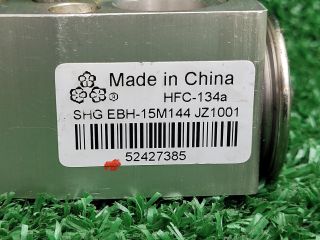 Made in China
® HFC-134a
SHG EBH-15M144 JZ1001
52427385